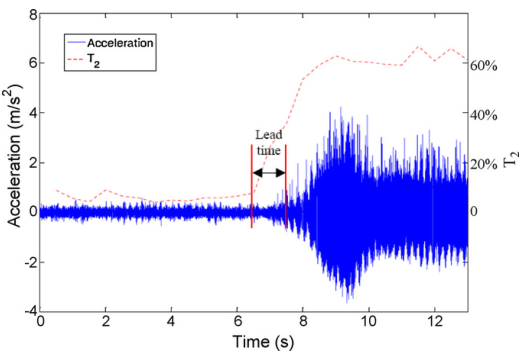 8
6
4
2
0
-2
-4
Acceleration (m/s²)
Acceleration
T₂
Lead
time
60%
40%
20%
0
T₂
0 2 4 6 8 10 12
Time (s)